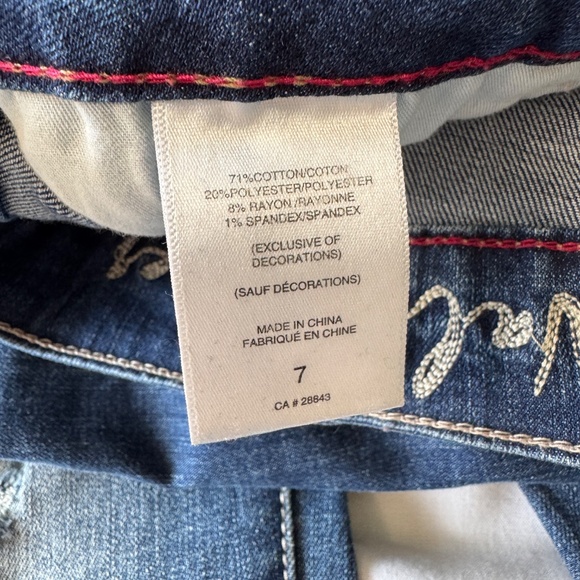 71%COTTON/COTON
20%POLYESTER/POLYESTER
8% RAYON /RAYONNE
1% SPANDEX/SPANDEX
(EXCLUSIVE OF
DECORATIONS)
(SAUF DÉCORATIONS)
MADE IN CHINA
FABRIQUÉ EN CHINE
7
CA # 28643